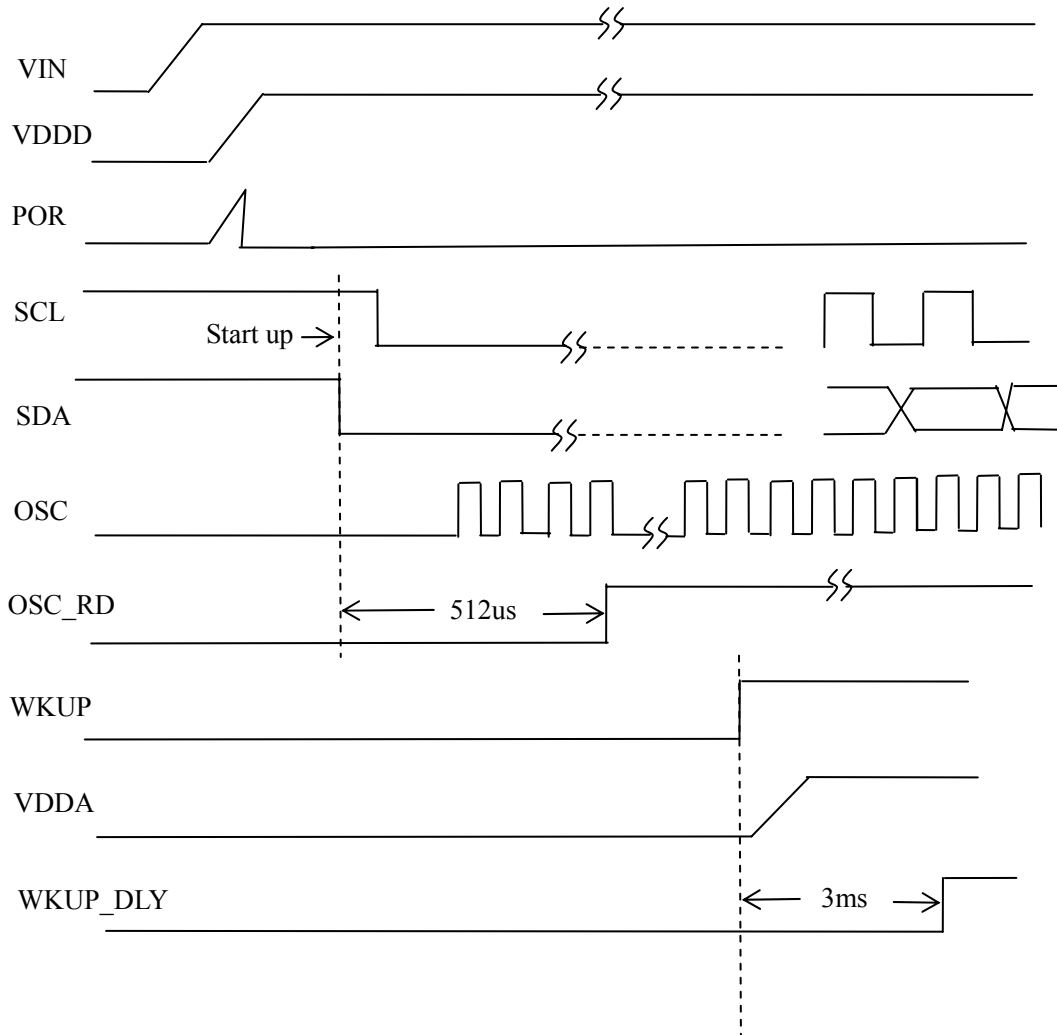 VIN
VDDD
POR
SCL
Start up
SDA
OSC
OSC_RD
512us
WKUP
VDDA
WKUP_DLY
3ms